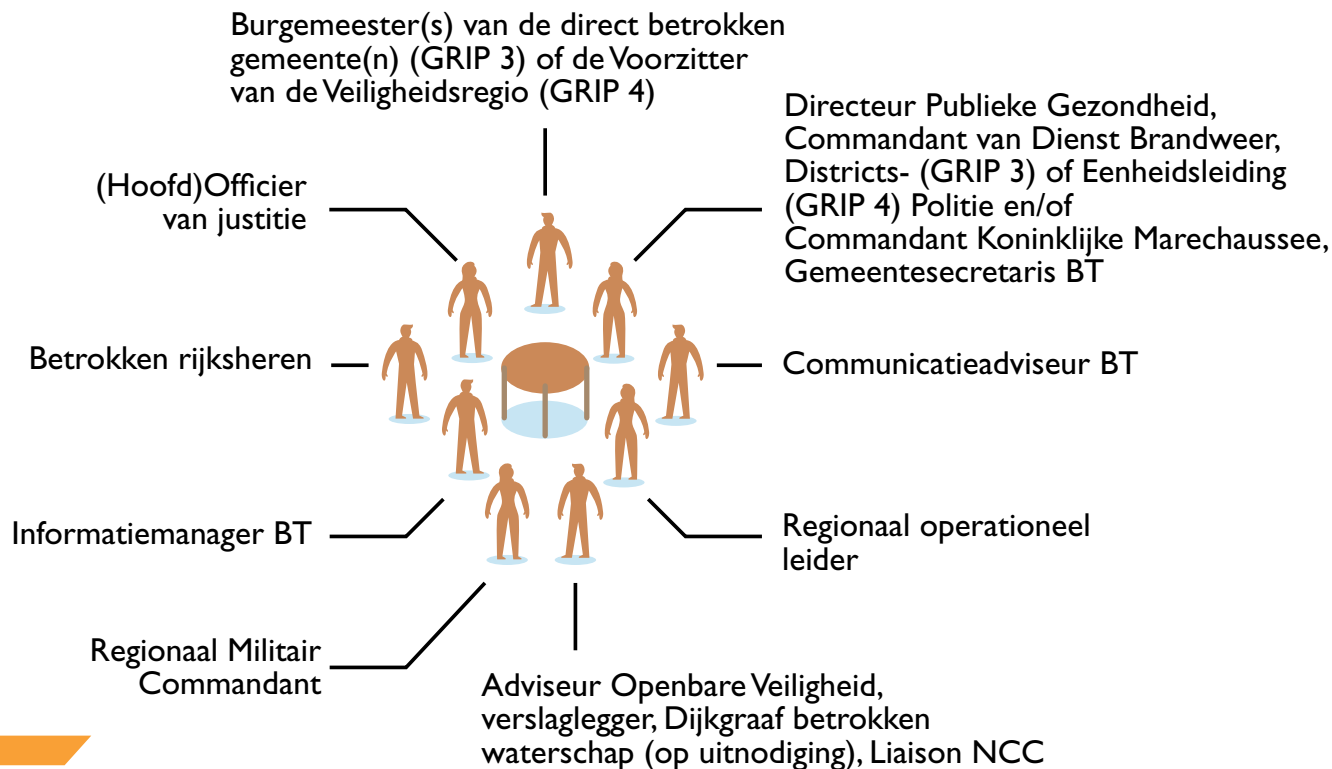 Burgemeester(s) van de direct betrokken
gemeente(n) (GRIP 3) of de Voorzitter
van de Veiligheidsregio (GRIP 4)
Directeur Publieke Gezondheid,
Commandant van Dienst Brandweer,
Districts- (GRIP 3) of Eenheidsleiding
(GRIP 4) Politie en/of
Commandant Koninklijke Marechaussee,
Gemeentesecretaris BT
(Hoofd)Officier
van justitie
Betrokken rijksheren
Communicatieadviseur BT
Informatiemanager BT
Regionaal operationeel
leider
Regionaal Militair
Commandant
Adviseur Openbare Veiligheid,
verslaglegger, Dijkgraaf betrokken
waterschap (op uitnodiging), Liaison NCC